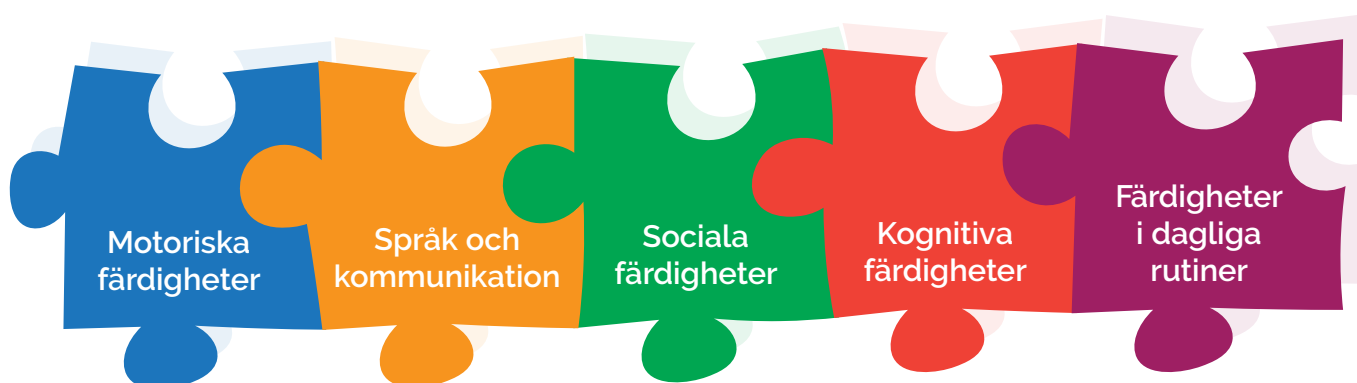 Motoriska
färdigheter
Språk och
kommunikation
Sociala
färdigheter
Kognitiva
färdigheter
Färdigheter
i dagliga
rutiner